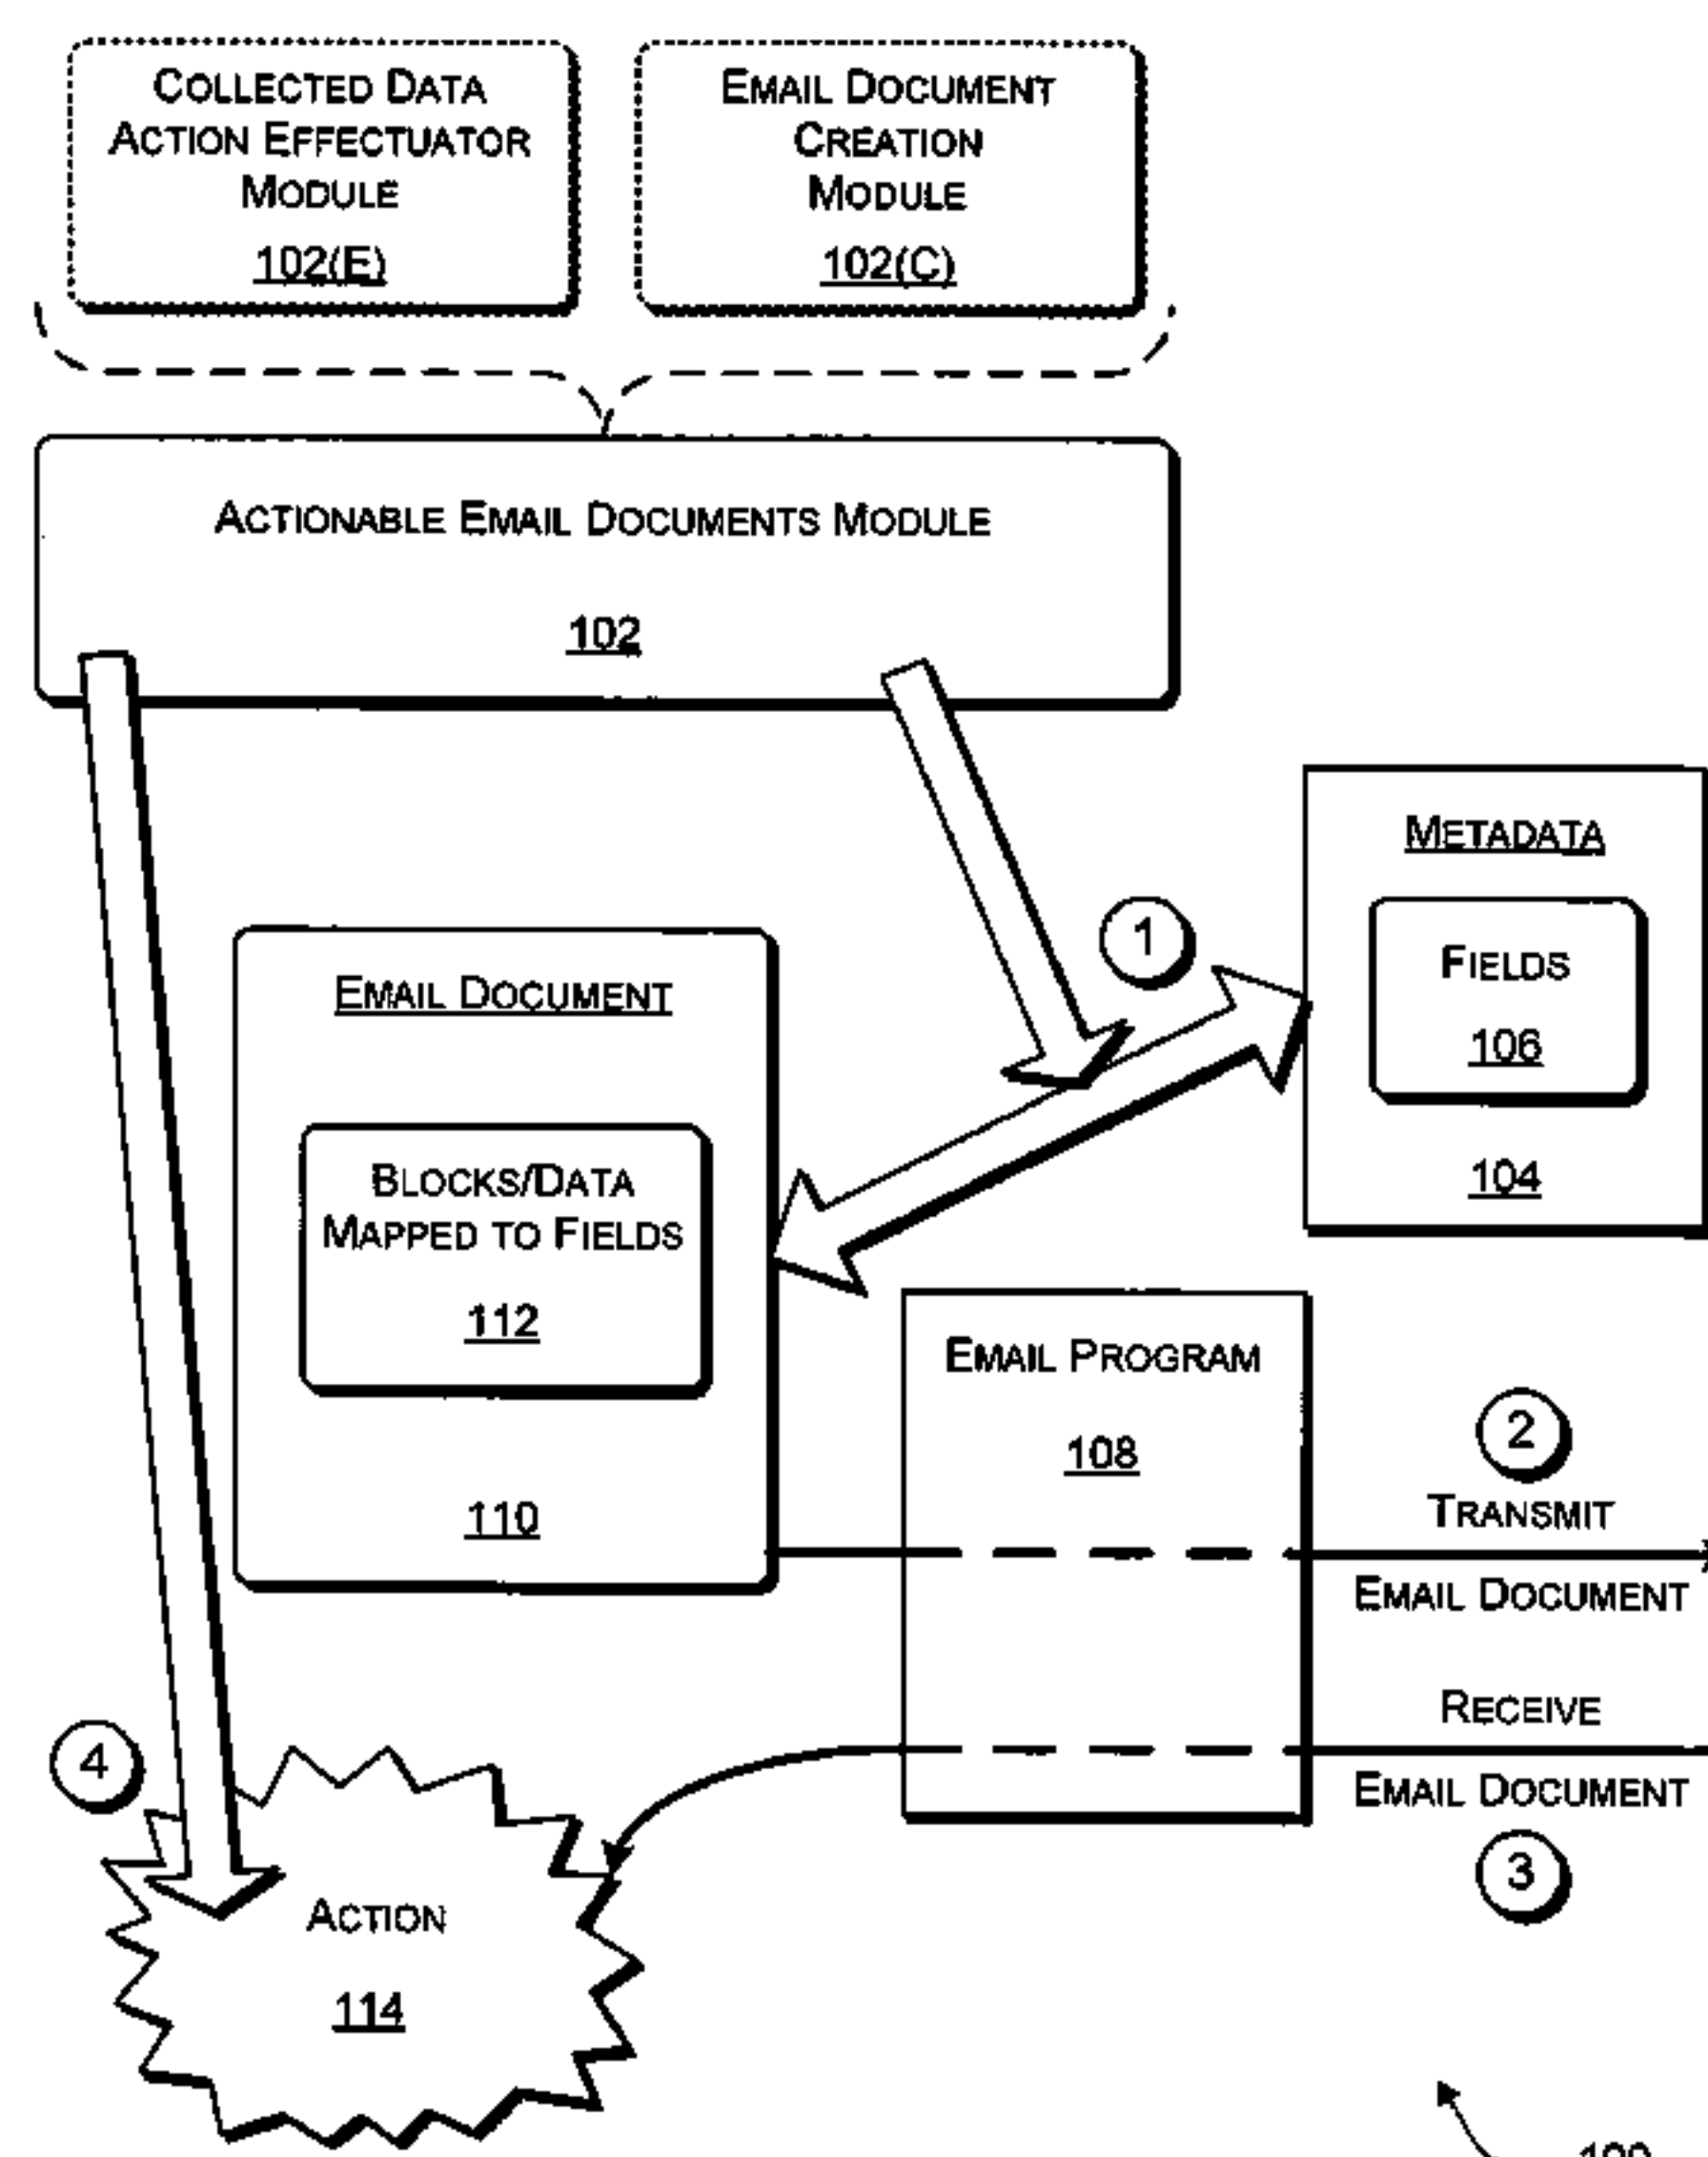 COLLECTED DATA
ACTION EFFECTUATOR
MODULE
102(E)
EMAIL DOCUMENT
CREATION
MODULE
102(C)
ACTIONABLE EMAIL DOCUMENTS MODULE
102
METADATA
FIELDS
106
104
1
EMAIL DOCUMENT
BLOCKS/DATA
MAPPED TO FIELDS
112
110
EMAIL PROGRAM
108
2
TRANSMIT
EMAIL DOCUMENT
RECEIVE
EMAIL DOCUMENT
3
4
ACTION
114